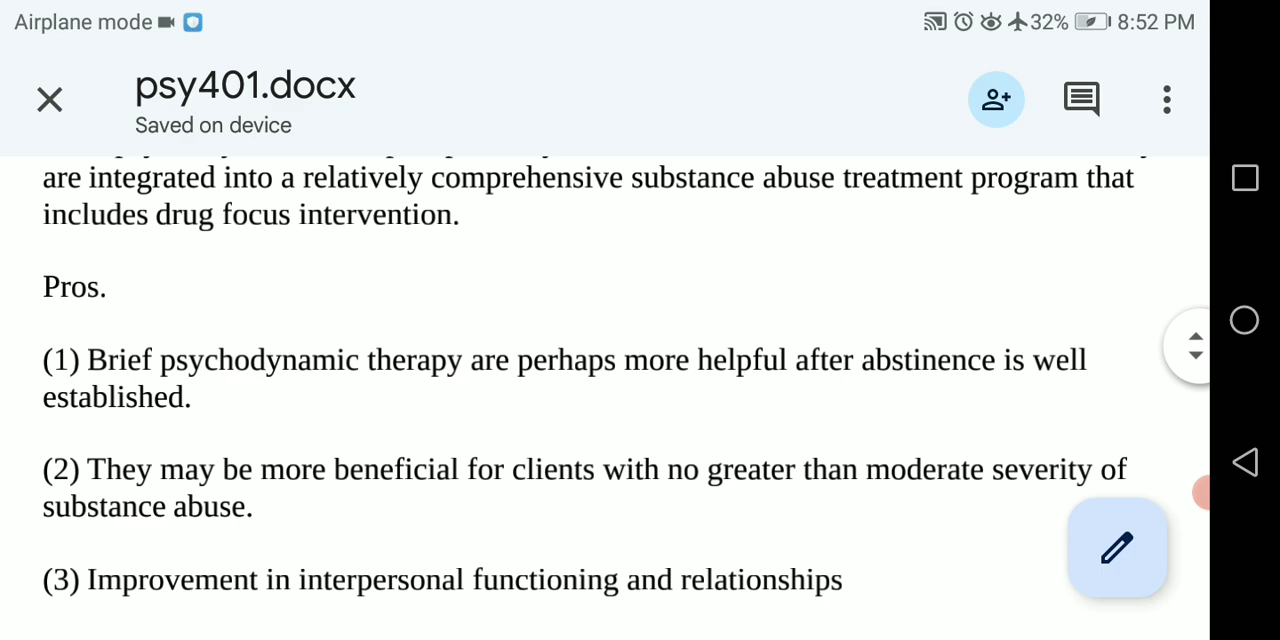 Airplane mode
32% 8:52 PM
psy401.docx
Saved on device
are integrated into a relatively comprehensive substance abuse treatment program that
includes drug focus intervention.
Pros.
(1) Brief psychodynamic therapy are perhaps more helpful after abstinence is well
established.
(2) They may be more beneficial for clients with no greater than moderate severity of
substance abuse.
(3) Improvement in interpersonal functioning and relationships